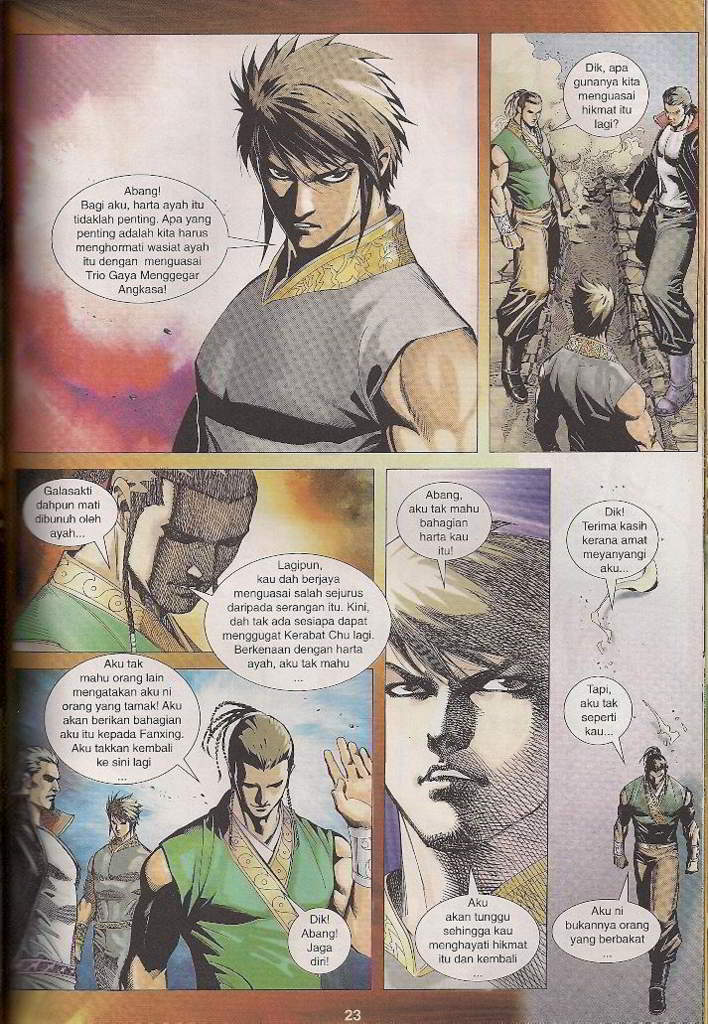 Abang!
Bagi aku, harta ayah itu
tidaklah penting. Apa yang
penting adalah kita harus
menghormati wasiat ayah
itu dengan menguasai
Trio Gaya Menggegar
Angkasa!
Dik, apa
gunanya kita
menguasai
hikmat itu
lagi?
Galasakti
dahpun mati
dibunuh oleh
ayah...
Lagipun,
kau dah berjaya
menguasai salah sejurus
daripada serangan itu. Kini,
dah tak ada sesiapa dapat
menggugat Kerabat Chu lagi.
Berkenaan dengan harta
ayah, aku tak mahu
...
Aku tak
mahu orang lain
mengatakan aku ni
orang yang tamak! Aku
akan berikan bahagian
aku itu kepada Fanxing.
Aku takkan kembali
ke sini lagi
...
Dik!
Abang!
Jaga
diri!
Abang,
aku tak mahu
bahagian
harta kau
itu!
Aku
akan tunggu
sehingga kau
menghayati hikmat
itu dan kembali
...
Dik!
Terima kasih
kerana amat
meyanyangi
aku...
Tapi,
aku tak
seperti
kau...
Aku ni
bukannya orang
yang berbakat
...
23